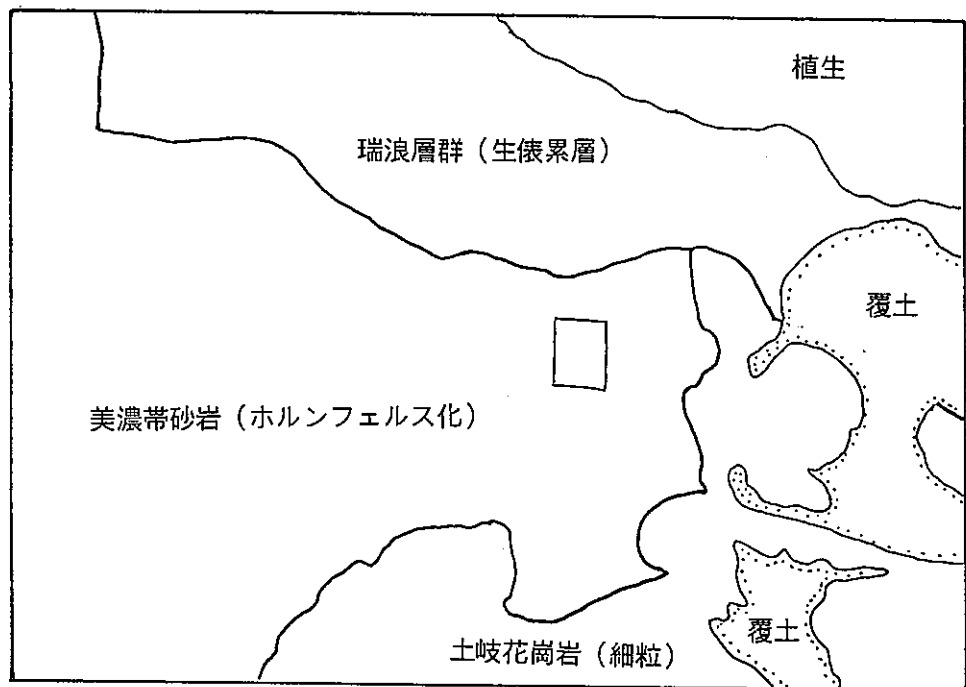 植生
瑞浪層群（生俵累層）
覆土
美濃帯砂岩（ホルンフェルス化）
覆土
土岐花崗岩（細粒）